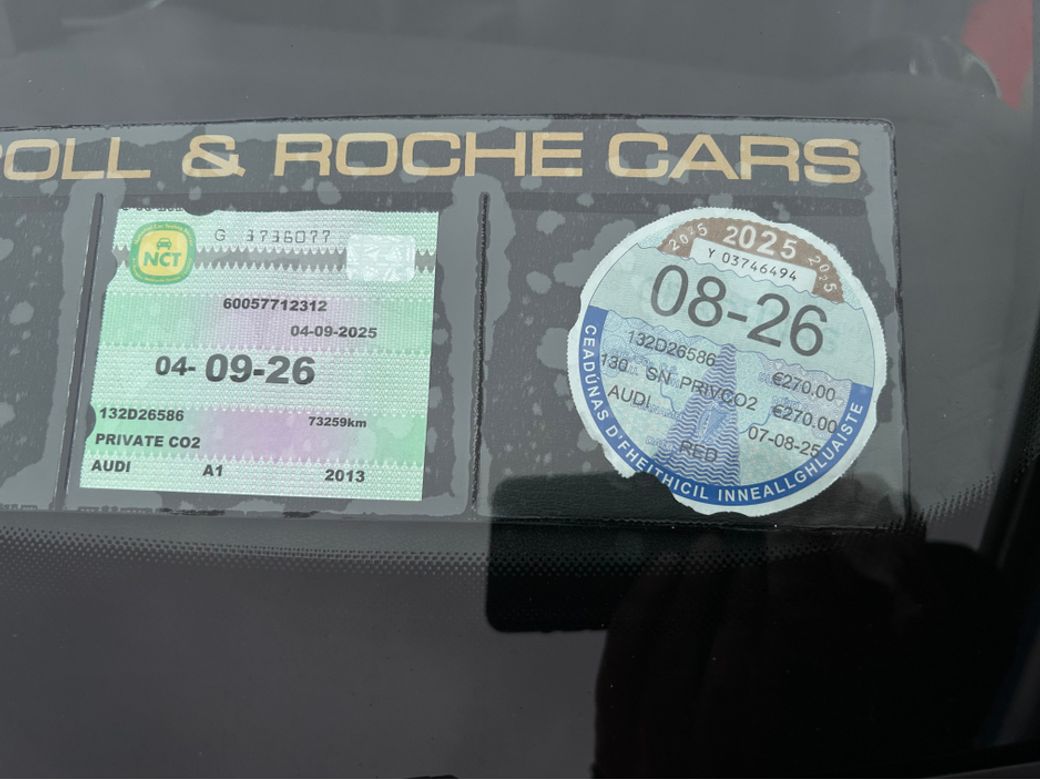 OLL & ROCHE CARS
NCT
G 3736077
60057712312
04-09-2025
04-09-26
132D26586
73259km
PRIVATE CO2
AUDI A1 2013
2025 2025 2025
Y 03746494
08-26
132D26586 €270.00
130 SN PRIVCO2 €270.00
AUDI 07-08-25
RED
CEADÚNAS D'FHEITHICIL INNEALLGHLUAISTE